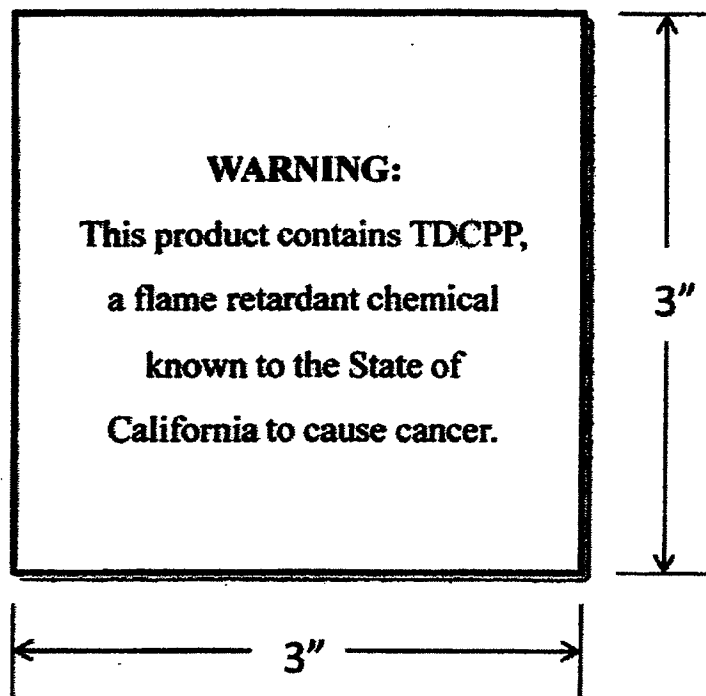 WARNING:
This product contains TDCPP,
a flame retardant chemical
known to the State of
California to cause cancer.
3"
3"